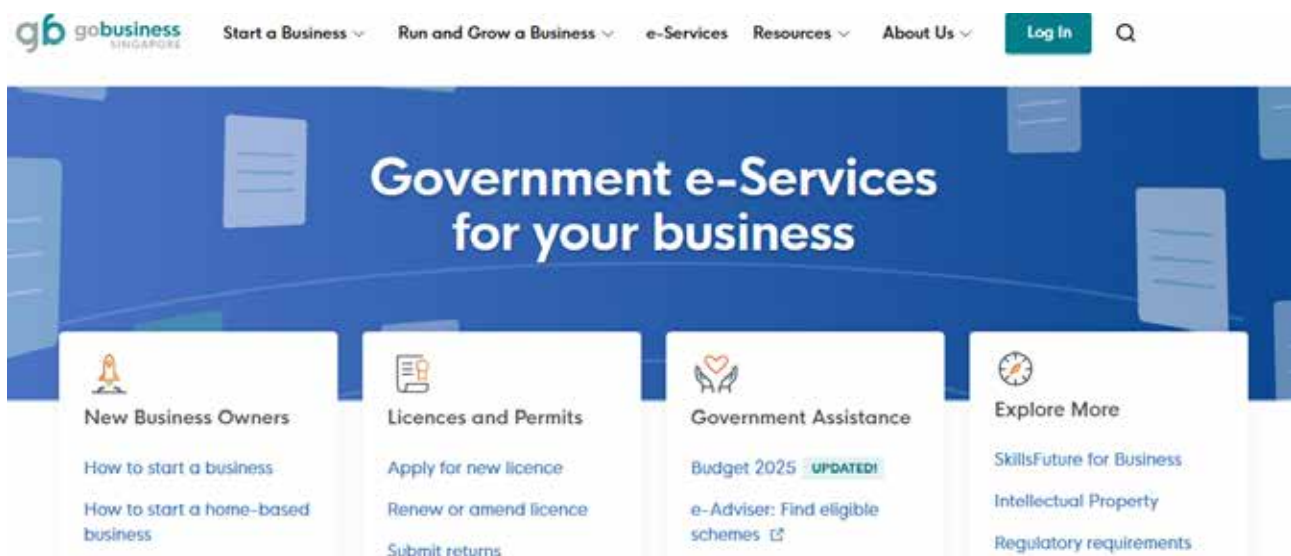 gb gobusiness
SINGAPORE
Start a Business
Run and Grow a Business
e-Services
Resources
About Us
Log In
Government e-Services
for your business
New Business Owners
How to start a business
How to start a home-based
business
Licences and Permits
Apply for new licence
Renew or amend licence
Submit returns
Government Assistance
Budget 2025 UPDATED!
e-Adviser: Find eligible
schemes
Explore More
SkillsFuture for Business
Intellectual Property
Regulatory requirements